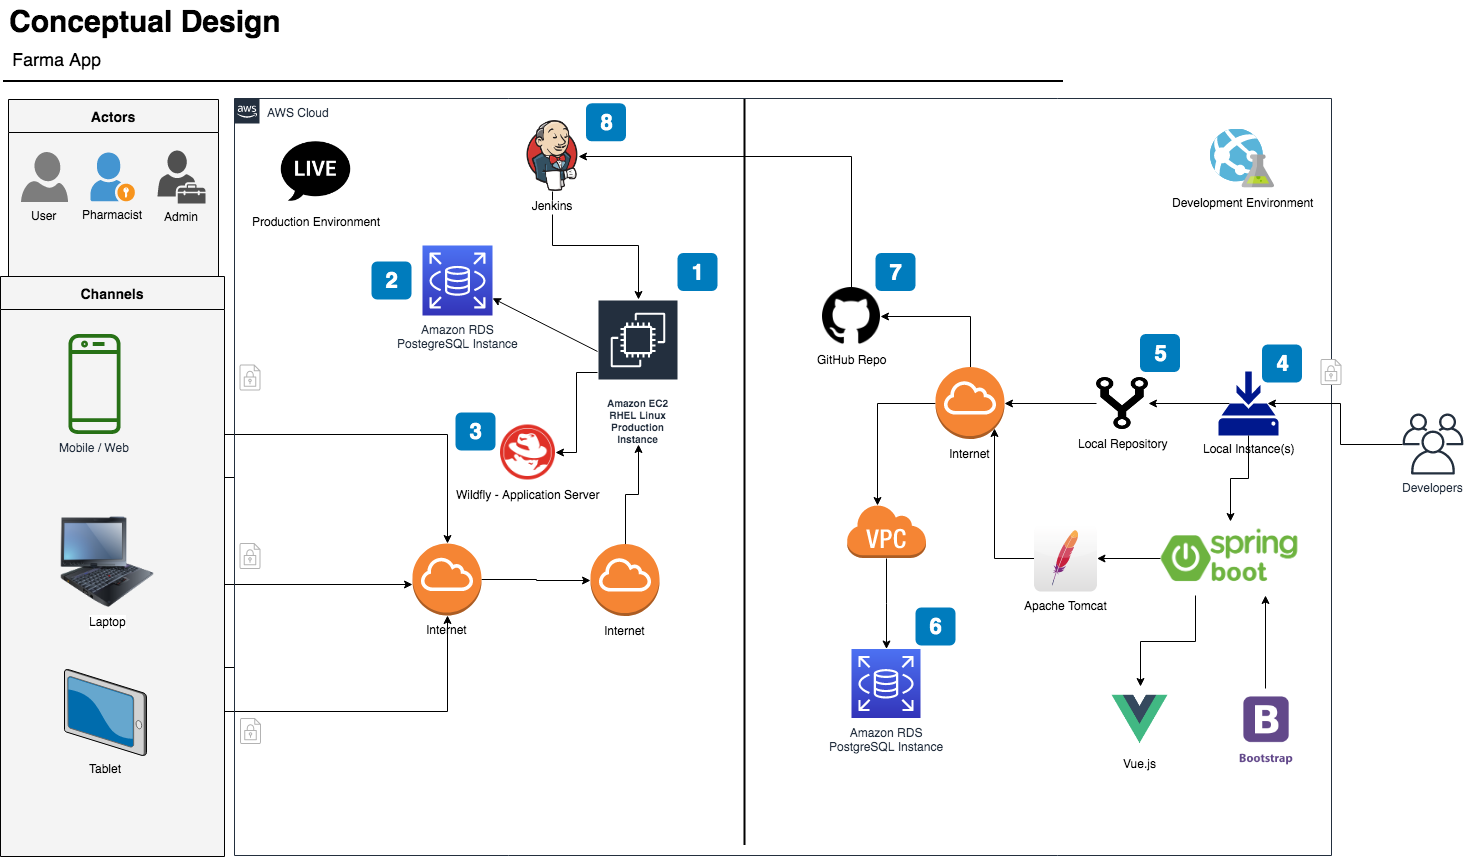 Conceptual Design
Farma App
Actors
User
Pharmacist
Admin
Channels
Mobile / Web
Laptop
Tablet
aws
AWS Cloud
LIVE
Production Environment
8
Jenkins
2
Amazon RDS
PostegreSQL Instance
1
Amazon EC2
RHEL Linux
Production
Instance
3
Wildfly - Application Server
Internet
Internet
Development Environment
7
GitHub Repo
5
Local Repository
4
Local Instance(s)
Developers
Internet
VPC
6
Amazon RDS
PostgreSQL Instance
Apache Tomcat
spring
boot
Vue.js
B
Bootstrap